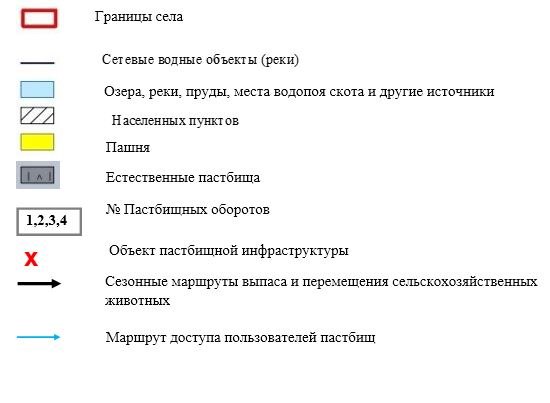 Границы села
Сетевые водные объекты (реки)
Озера, реки, пруды, места водопоя скота и другие источники
Населенных пунктов
Пашня
Естественные пастбища
1,2,3,4
№ Пастбищных оборотов
X
Объект пастбищной инфраструктуры
Сезонные маршруты выпаса и перемещения сельскохозяйственных
животных
Маршрут доступа пользователей пастбищ